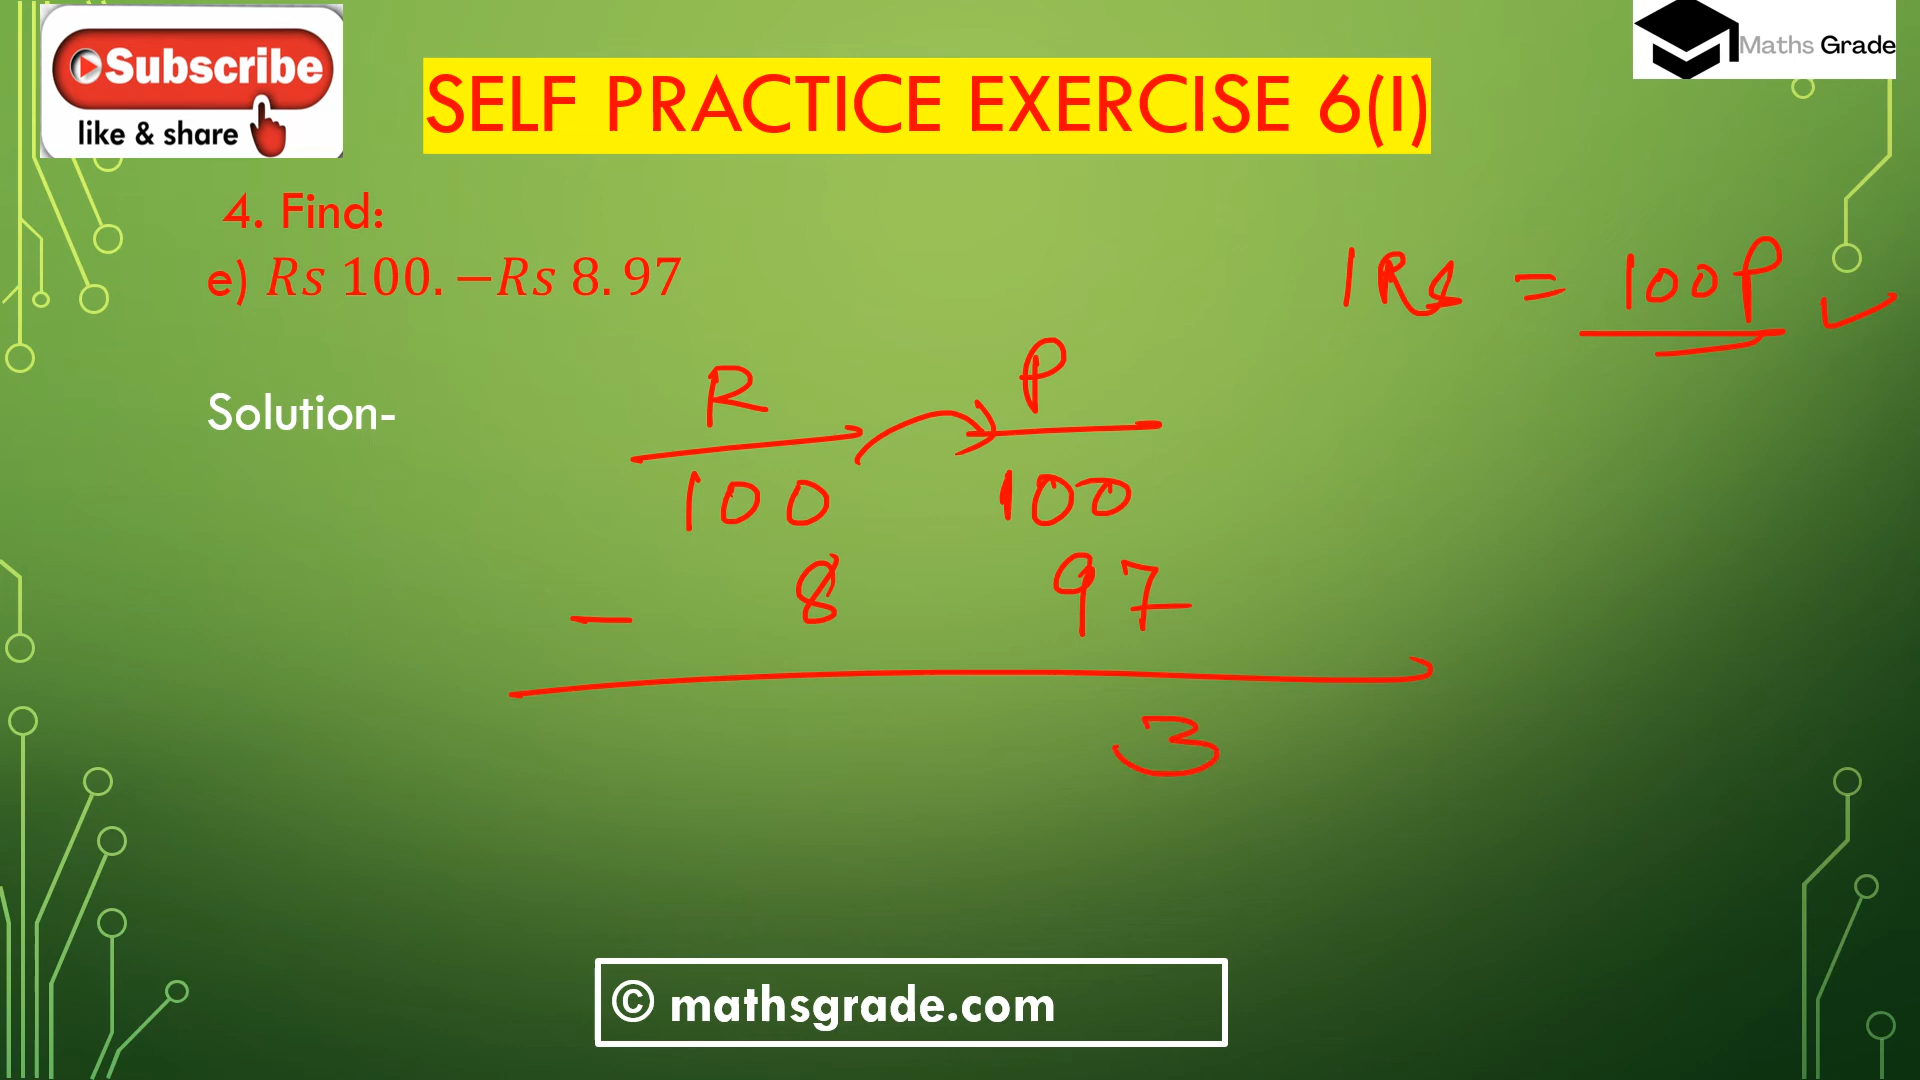 Subscribe
like & share
Maths Grade
SELF PRACTICE EXERCISE 6(I)
4. Find:
e) Rs 100. −Rs 8. 97
1Rs = 100P
Solution-
R P
100 100
− 8 97
3
© mathsgrade.com